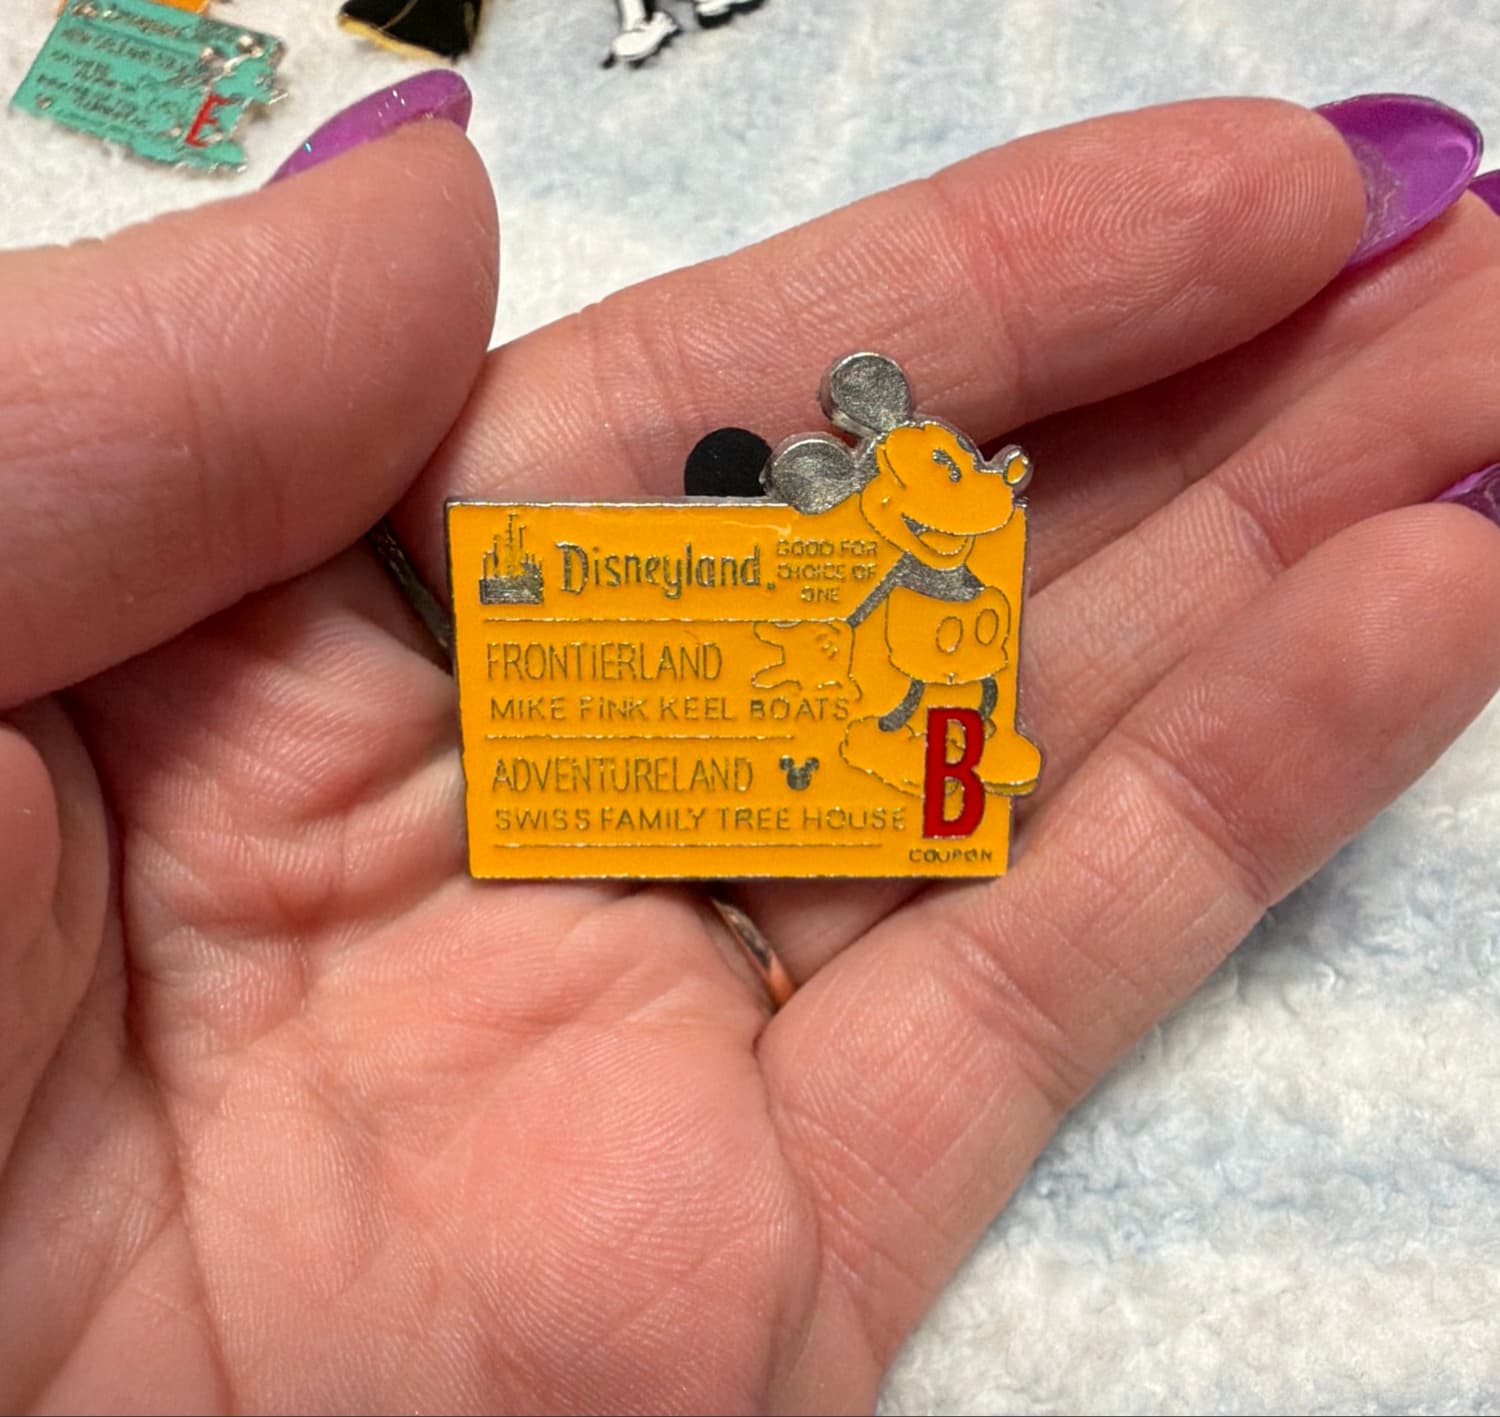 Disneyland
GOOD FOR
CHOICE OF
ONE
FRONTIERLAND
MIKE FINK KEEL BOATS
ADVENTURELAND
SWISS FAMILY TREE HOUSE
B
COUPON
E